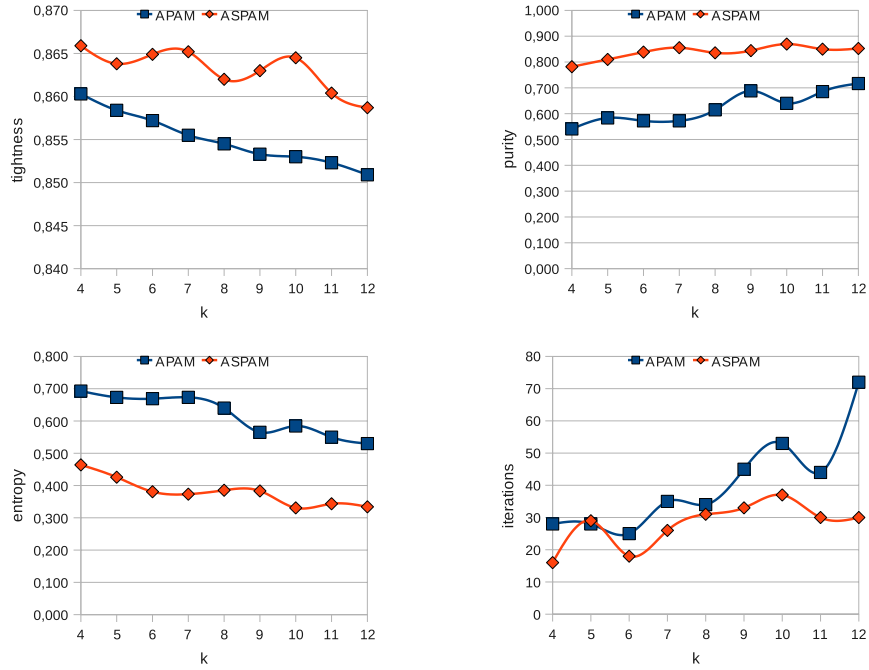 APAM ASPAM
0,870
0,865
0,860
0,855
0,850
0,845
0,840
tightness
4 5 6 7 8 9 10 11 12
k
APAM ASPAM
1,000
0,900
0,800
0,700
0,600
0,500
0,400
0,300
0,200
0,100
0,000
purity
4 5 6 7 8 9 10 11 12
k
APAM ASPAM
0,800
0,700
0,600
0,500
0,400
0,300
0,200
0,100
0,000
entropy
4 5 6 7 8 9 10 11 12
k
APAM ASPAM
80
70
60
50
40
30
20
10
0
iterations
4 5 6 7 8 9 10 11 12
k